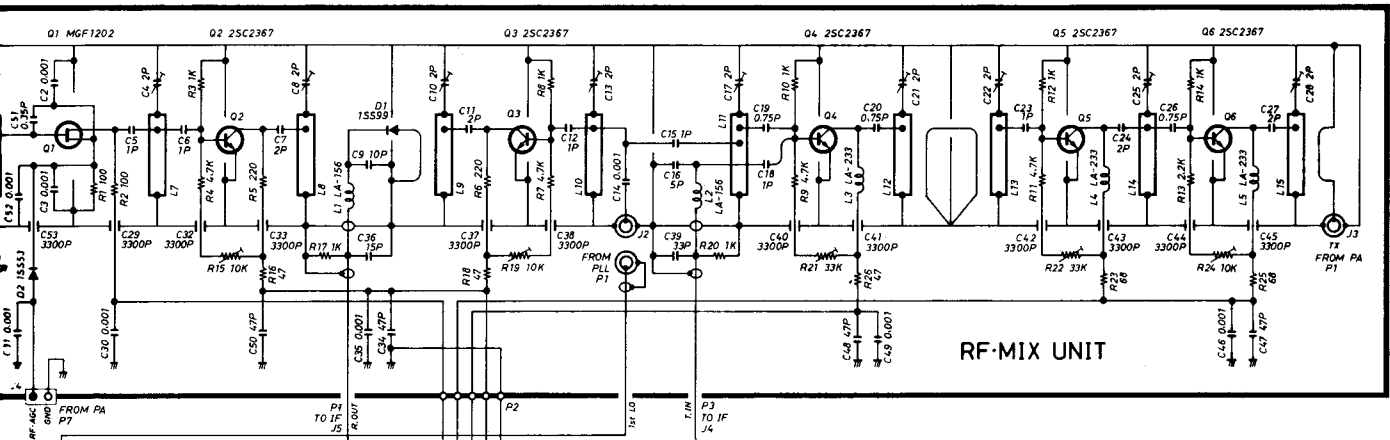 Q1 MGF1202
Q2 2SC2367
Q3 2SC2367
Q4 2SC2367
Q5 2SC2367
Q6 2SC2367
C51 0.35P
C2 0.001
Q1
C52 0.001
C3 0.001
R1 100
R2 100
C53 3300P
C29 3300P
C4 2P
C5 1P
C6 1P
L7
R3 1K
Q2
R4 4.7K
R5 220
C32 3300P
C33 3300P
R15 10K
R16 47
C7 2P
C8 2P
L8
D1
1SS99
C9 10P
L1 LA-156
R17 1K
C36 15P
C10 2P
L9
C11 2P
R6 220
Q3
R8 1K
R7 4.7K
C12 1P
C13 2P
L10
C14 0.001
C37 3300P
C38 3300P
R18 47
R19 10K
J2
FROM
PLL
P1
C15 1P
C16 5P
L2 LA-156
C18 1P
C39 33P
R20 1K
C17 2P
L11
C19 0.75P
R10 1K
Q4
R9 4.7K
C20 0.75P
L3 LA-233
C21 2P
L12
C40 3300P
C41 3300P
R21 33K
R26 47
C22 2P
L13
C23 1P
R12 1K
Q5
R11 4.7K
L4 LA-233
C24 2P
C25 2P
L14
C42 3300P
C43 3300P
R22 33K
R23 68
C26 0.75P
R14 1K
Q6
R13 2.2K
L5 LA-233
C27 2P
C28 2P
L15
C44 3300P
C45 3300P
R24 10K
R25 68
J3
TX
FROM PA
P1
D2 1SS53
C31 0.001
C30 0.001
C50 47P
C35 0.001
C34 47P
C48 47P
C49 0.001
C46 0.001
C47 47P
RF·MIX UNIT
J4
RF-AGC
GND
FROM PA
P7
TO IF
J5
R.OUT
P2
1st LO
T.IN
P3
TO IF
J4